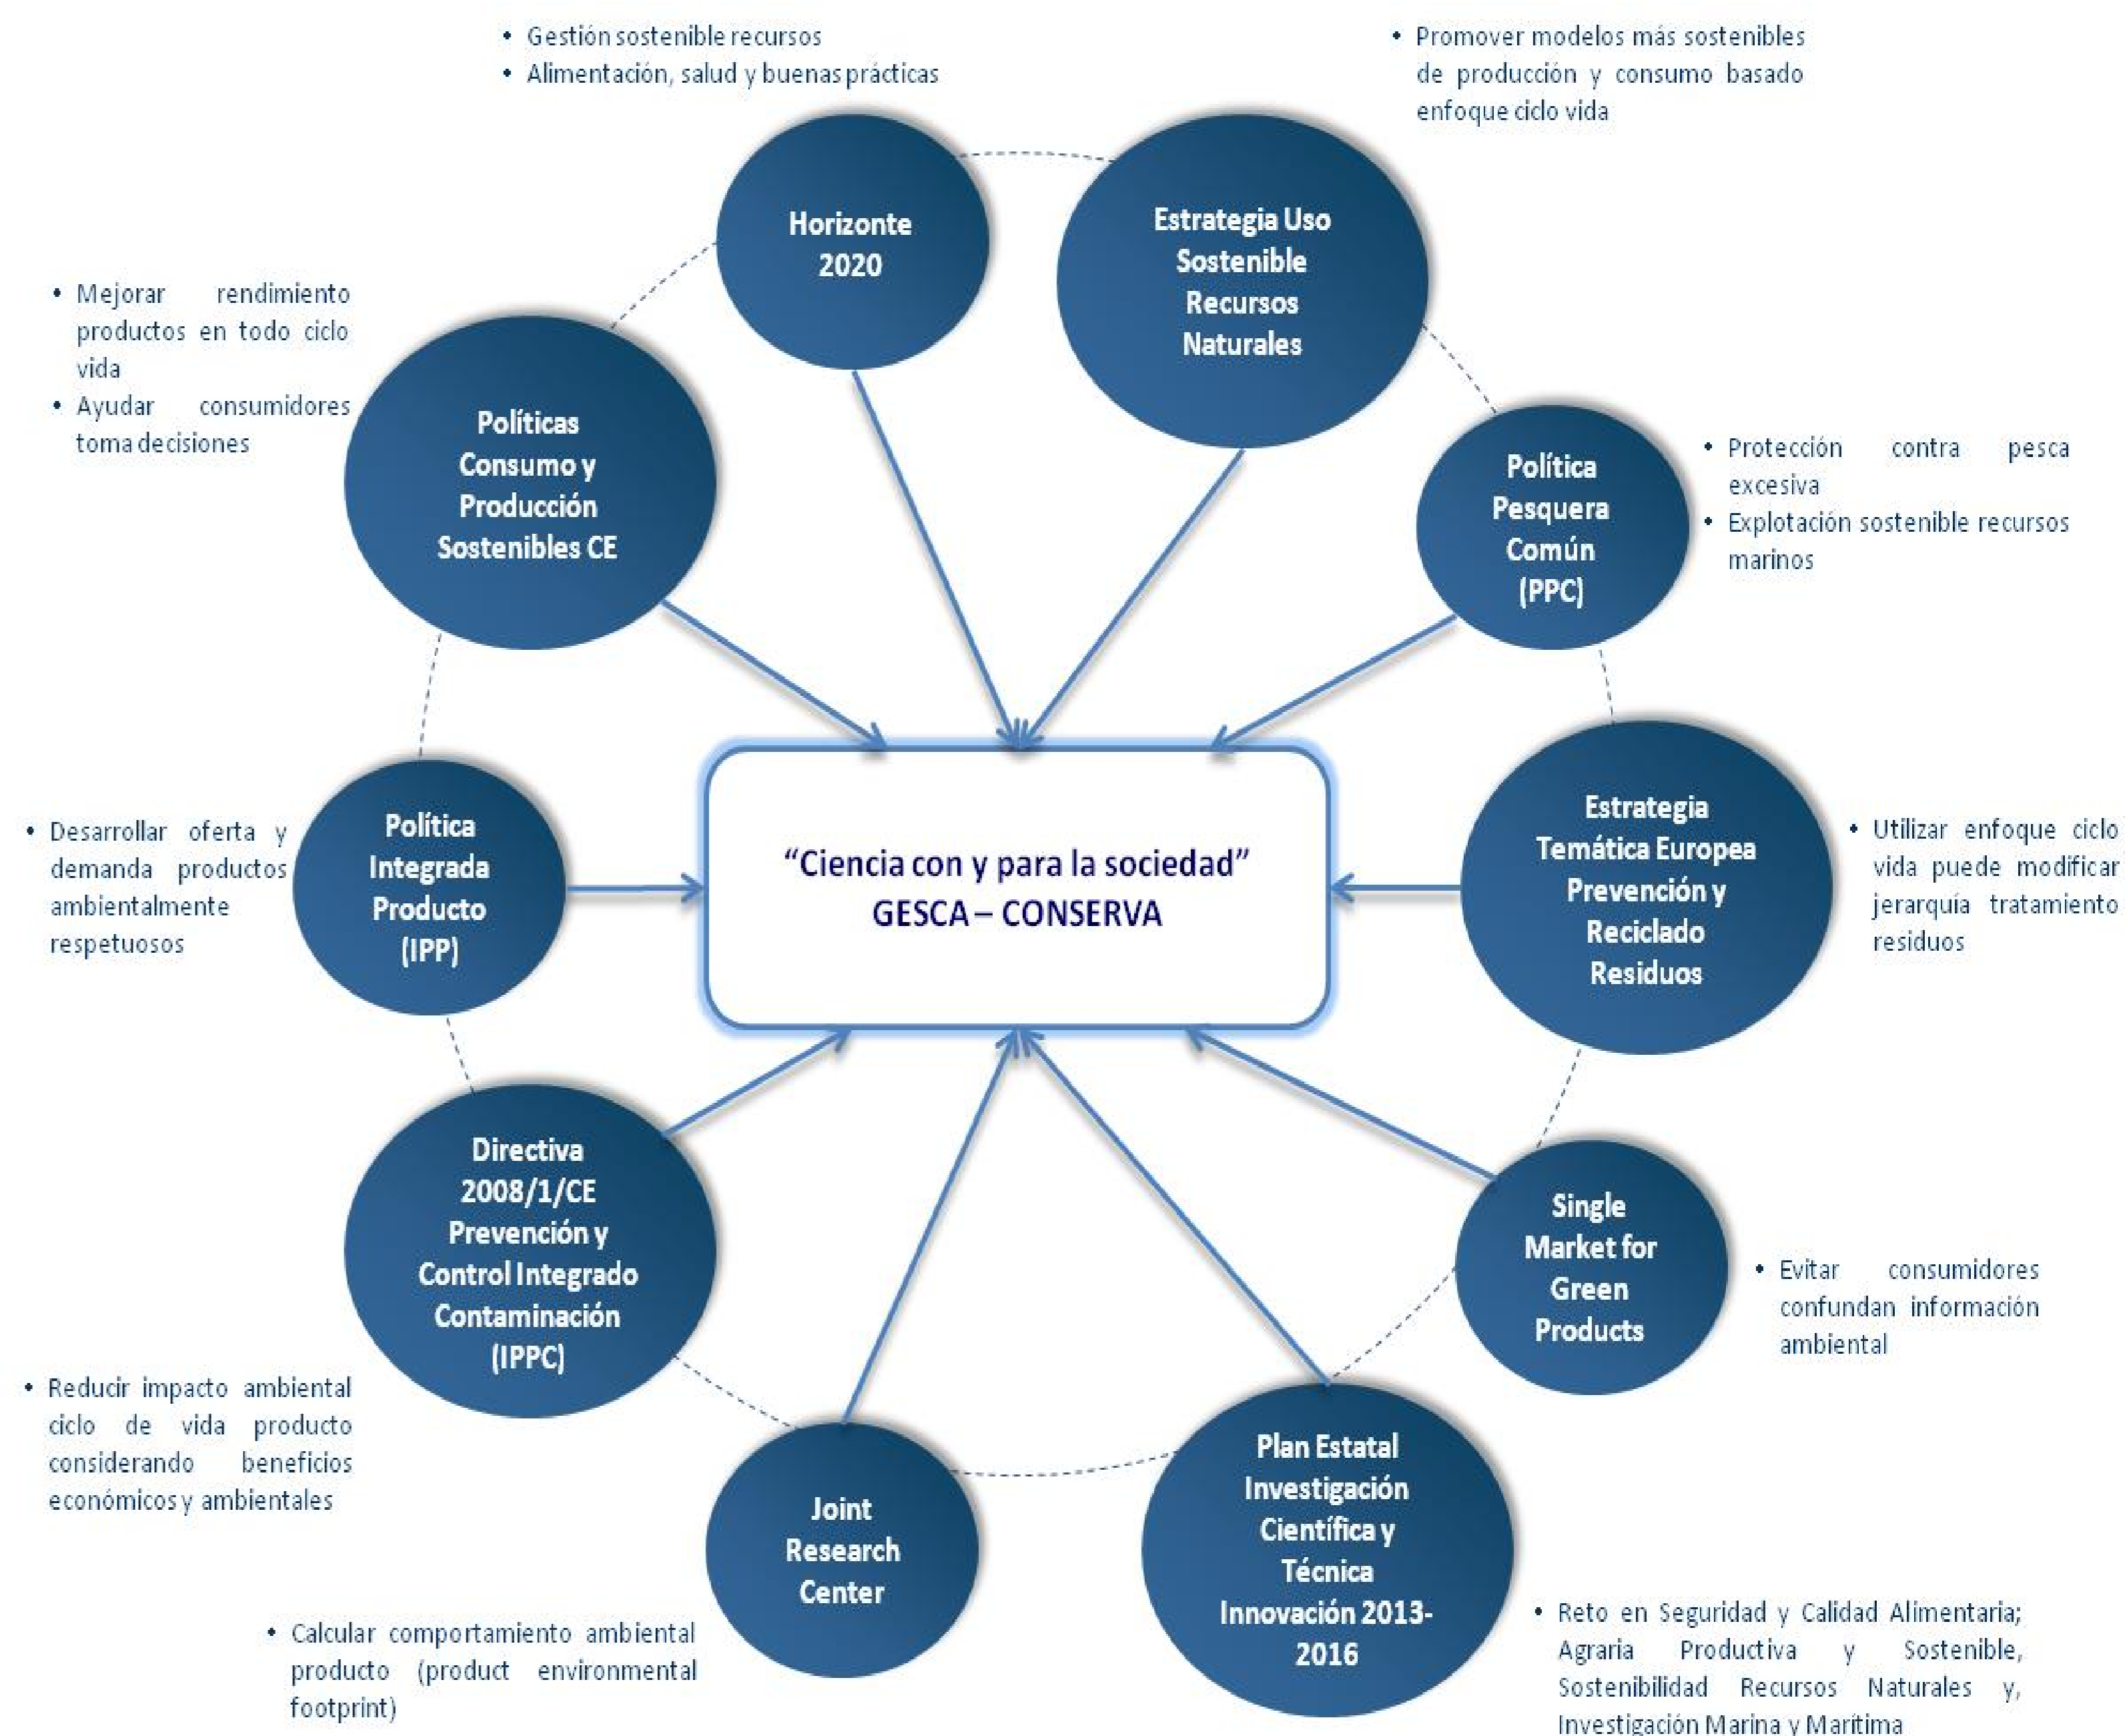 • Gestión sostenible recursos
• Alimentación, salud y buenas prácticas
• Promover modelos más sostenibles
de producción y consumo basado
enfoque ciclo vida
Horizonte
2020
Estrategia Uso
Sostenible
Recursos
Naturales
• Mejorar rendimiento
productos en todo ciclo
vida
• Ayudar consumidores
toma decisiones
Políticas
Consumo y
Producción
Sostenibles CE
Política
Pesquera
Común
(PPC)
• Protección contra pesca
excesiva
• Explotación sostenible recursos
marinos
• Desarrollar oferta y
demanda productos
ambientalmente
respetuosos
Política
Integrada
Producto
(IPP)
“Ciencia con y para la sociedad”
GESCA – CONSERVA
Estrategia
Temática Europea
Prevención y
Reciclado
Residuos
• Utilizar enfoque ciclo
vida puede modificar
jerarquía tratamiento
residuos
Directiva
2008/1/CE
Prevención y
Control Integrado
Contaminación
(IPPC)
Single
Market for
Green
Products
• Evitar consumidores
confundan información
ambiental
• Reducir impacto ambiental
ciclo de vida producto
considerando beneficios
económicos y ambientales
Joint
Research
Center
Plan Estatal
Investigación
Científica y
Técnica
Innovación 2013-
2016
• Calcular comportamiento ambiental
producto (product environmental
footprint)
• Reto en Seguridad y Calidad Alimentaria;
Agraria Productiva y Sostenible,
Sostenibilidad Recursos Naturales y,
Investigación Marina y Marítima